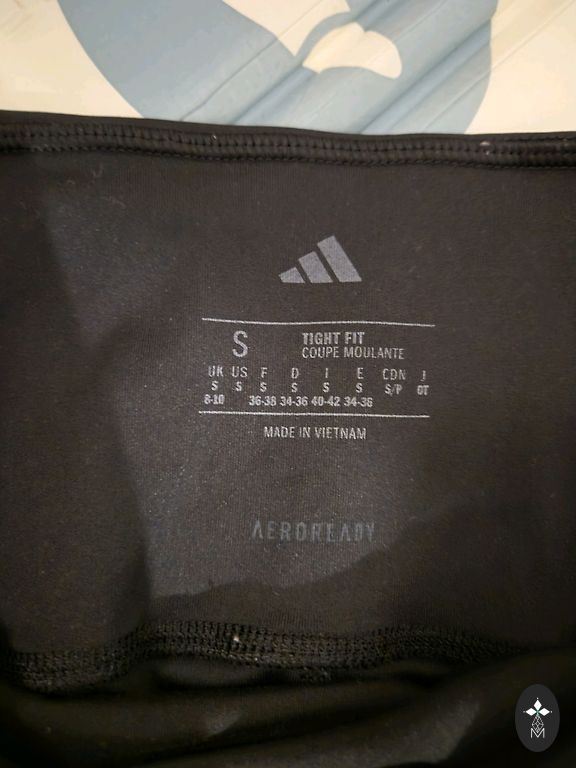 S TIGHT FIT
COUPE MOULANTE
UK US F D I E CDN J
S S S S S S S/P OT
8-10 36-38 34-36 40-42 34-36
MADE IN VIETNAM
AEROREADY
M